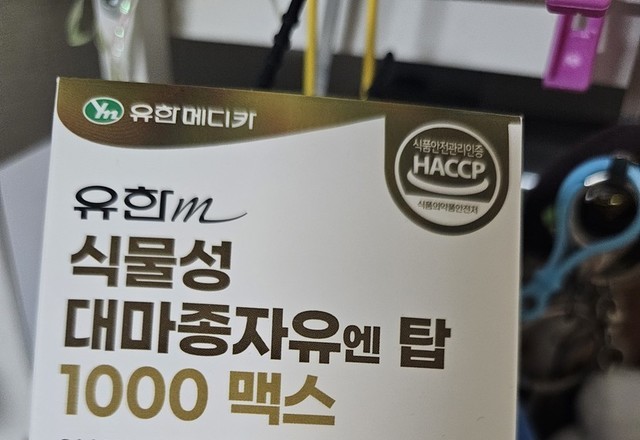 Yn 유한메디카
식품안전관리인증
HACCP
식품의약품안전처
유한m
식물성
대마종자유엔 탑
1000 맥스